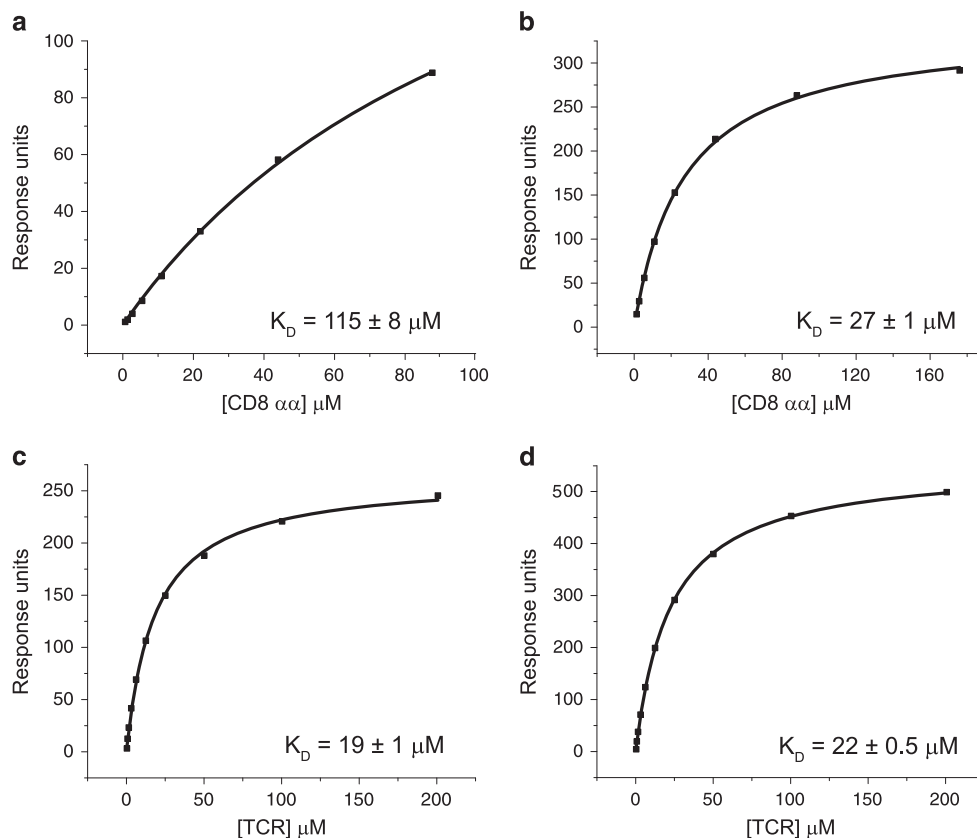 a
100
80
60
40
20
0
Response units
K_D = 115 ± 8 µM
0 20 40 60 80 100
[CD8 αα] µM
b
300
250
200
150
100
50
0
Response units
K_D = 27 ± 1 µM
0 40 80 120 160
[CD8 αα] µM
c
250
200
150
100
50
0
Response units
K_D = 19 ± 1 µM
0 50 100 150 200
[TCR] µM
d
500
400
300
200
100
0
Response units
K_D = 22 ± 0.5 µM
0 50 100 150 200
[TCR] µM